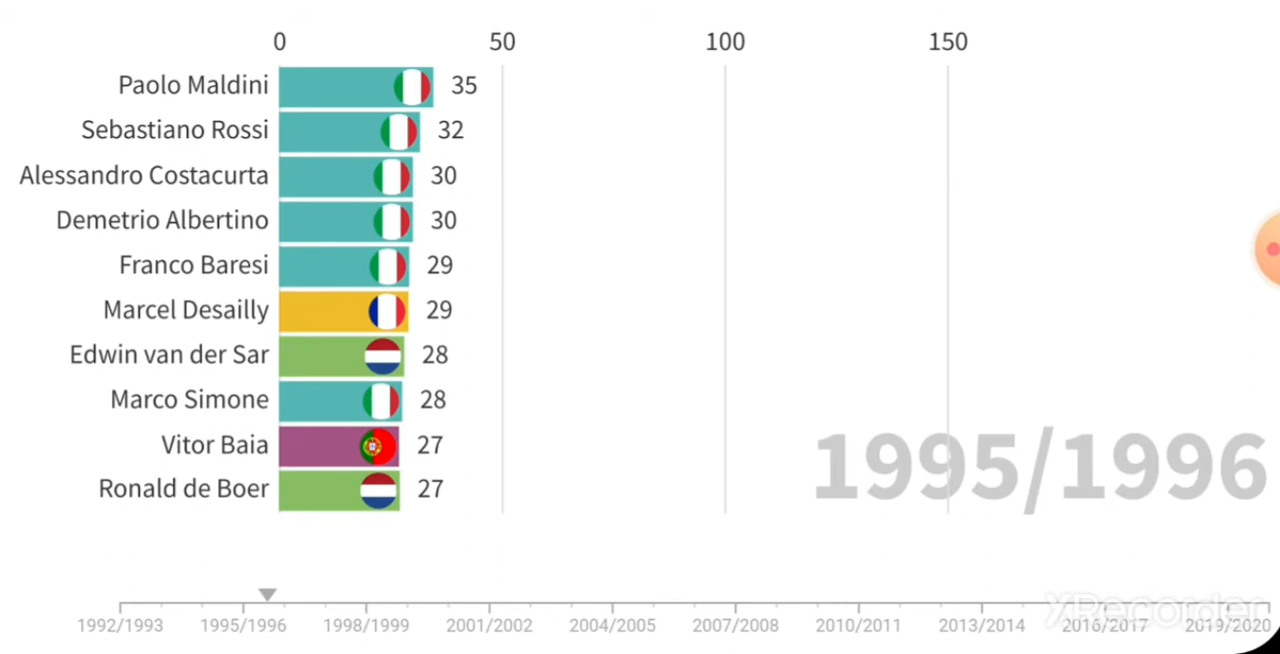 0 50 100 150
Paolo Maldini 35
Sebastiano Rossi 32
Alessandro Costacurta 30
Demetrio Albertino 30
Franco Baresi 29
Marcel Desailly 29
Edwin van der Sar 28
Marco Simone 28
Vitor Baia 27
Ronald de Boer 27
1995/1996
1992/1993 1995/1996 1998/1999 2001/2002 2004/2005 2007/2008 2010/2011 2013/2014 2016/2017 2019/2020
XRecorder